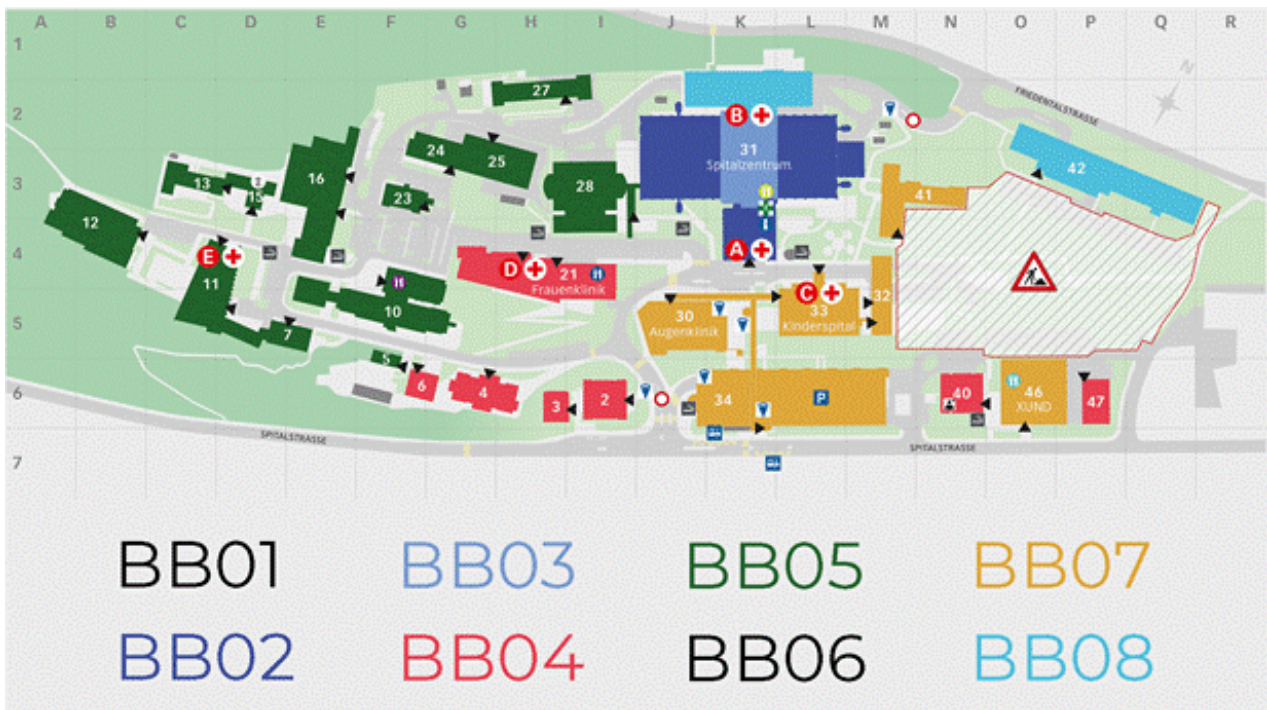 A B C D E F G H I J K L M N O P Q R
1
N
27
FRIEDENTALSTRASSE
2
B
24
25
31
Spitalzentrum
42
13
15
16
3
23
28
41
12
4
E
D
21
Frauenklinik
A
11
C
32
33
Kinderspital
10
30
Augenklinik
5
7
5
6
4
6
3
2
34
P
40
46
XUND
47
SPITALSTRASSE
SPITALSTRASSE
7
BB01 BB03 BB05 BB07
BB02 BB04 BB06 BB08